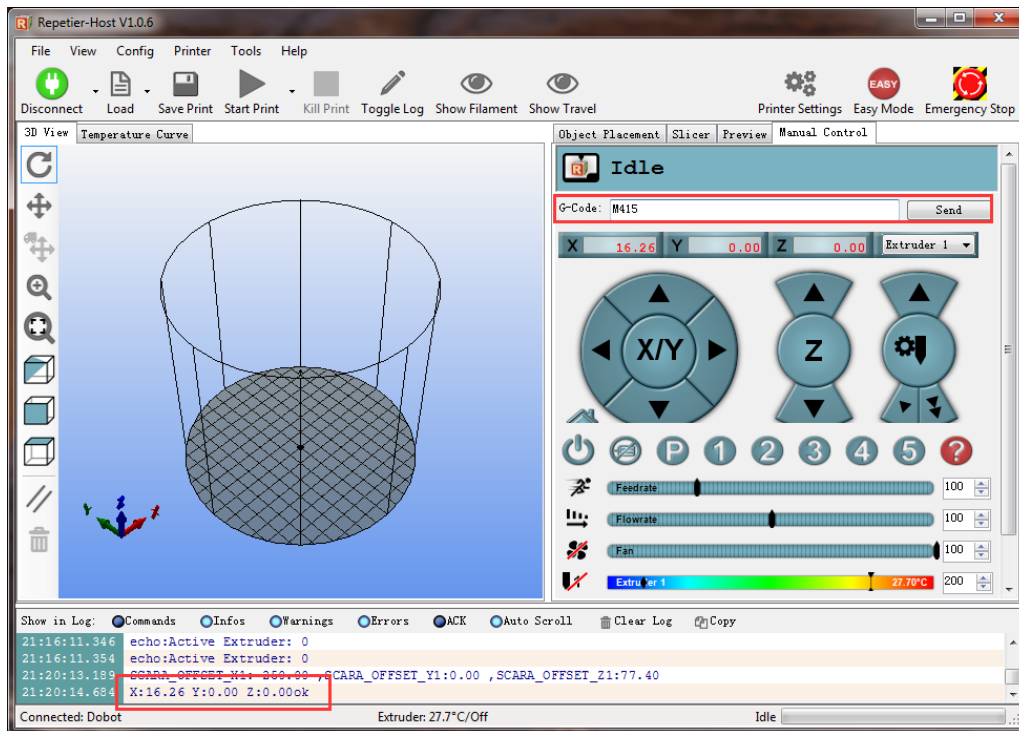 Repetier-Host V1.0.6
File View Config Printer Tools Help
Disconnect Load Save Print Start Print Kill Print Toggle Log Show Filament Show Travel Printer Settings Easy Mode Emergency Stop
EASY
3D View Temperature Curve Object Placement Slicer Preview Manual Control
Idle
G-Code: M415 Send
X 16.26 Y 0.00 Z 0.00 Extruder 1
X/Y Z
P 1 2 3 4 5 ?
Feedrate 100
Flowrate 100
Fan 100
Extruder 1 27.70°C 200
Y Z X
Show in Log: Commands Infos Warnings Errors ACK Auto Scroll Clear Log Copy
21:16:11.346 echo:Active Extruder: 0
21:16:11.354 echo:Active Extruder: 0
21:20:13.189 SCARA_OFFSET_X1:-260.00 ,SCARA_OFFSET_Y1:0.00 ,SCARA_OFFSET_Z1:77.40
21:20:14.684 X:16.26 Y:0.00 Z:0.00ok
Connected: Dobot Extruder: 27.7°C/Off Idle